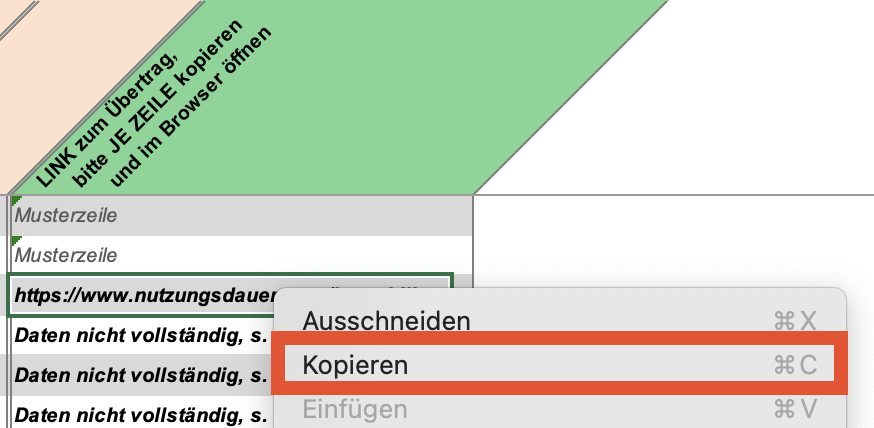 LINK zum Übertrag,
bitte JE ZEILE kopieren
und im Browser öffnen
Musterzeile
Musterzeile
https://www.nutzungsdauer
Ausschneiden ⌘X
Daten nicht vollständig, s.
Kopieren ⌘C
Daten nicht vollständig, s.
Einfügen ⌘V
Daten nicht vollständig, s.